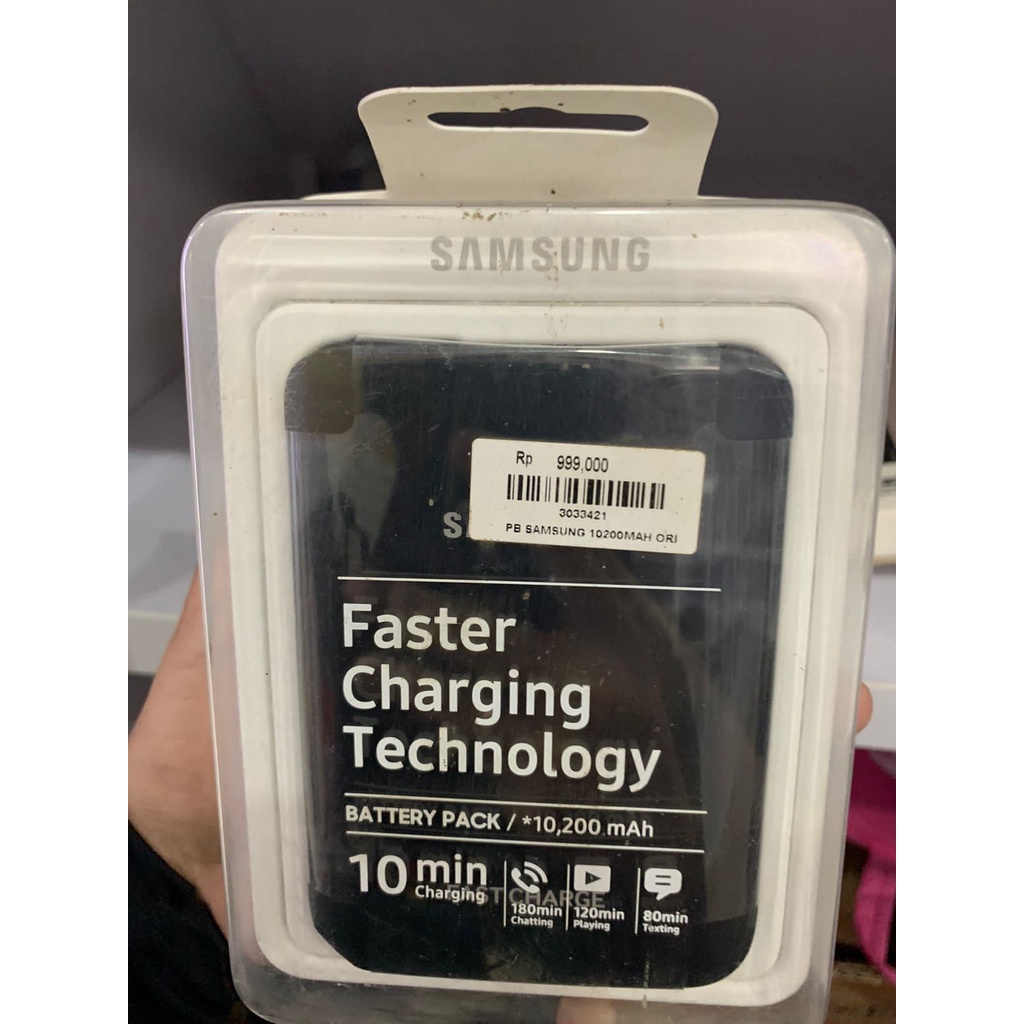 SAMSUNG
Rp 999,000
3033421
PB SAMSUNG 10200MAH ORI
S
Faster
Charging
Technology
BATTERY PACK / *10,200 mAh
10 min
Charging
FAST CHARGE
180min
Chatting
120min
Playing
80min
Texting